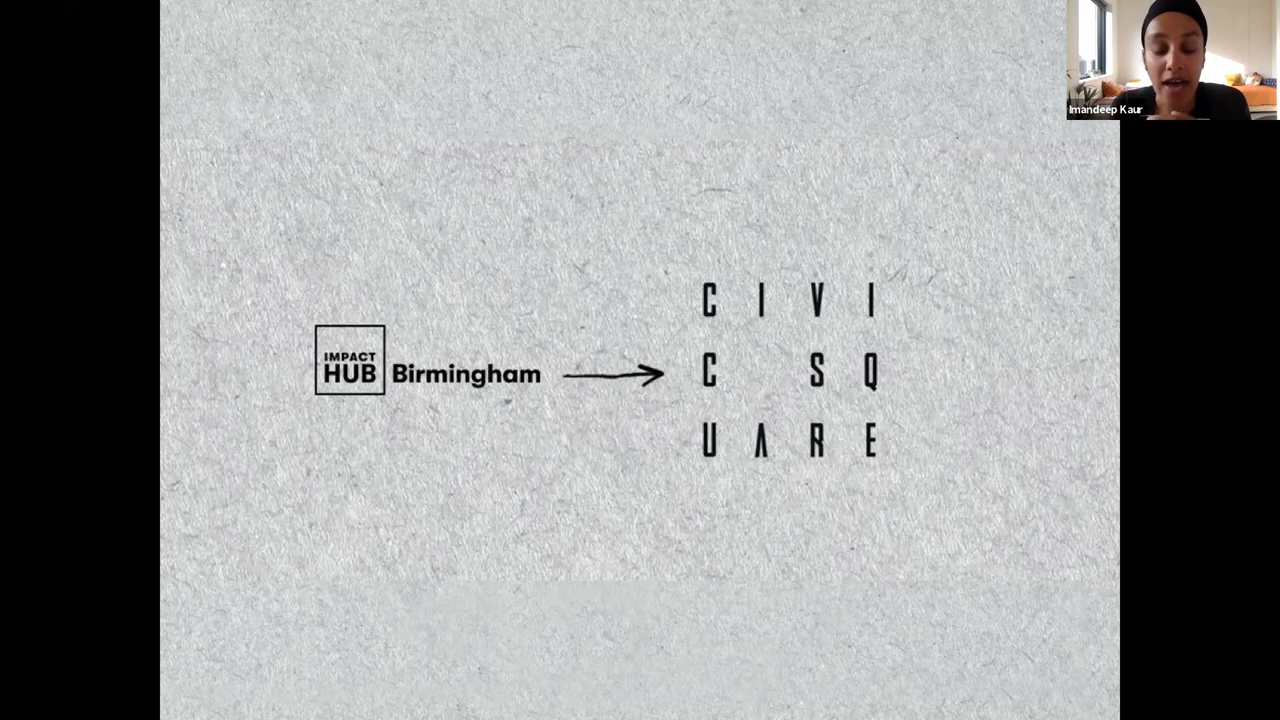 IMPACT
HUB Birmingham
C I V I
C S Q
U A R E
Imandeep Kaur